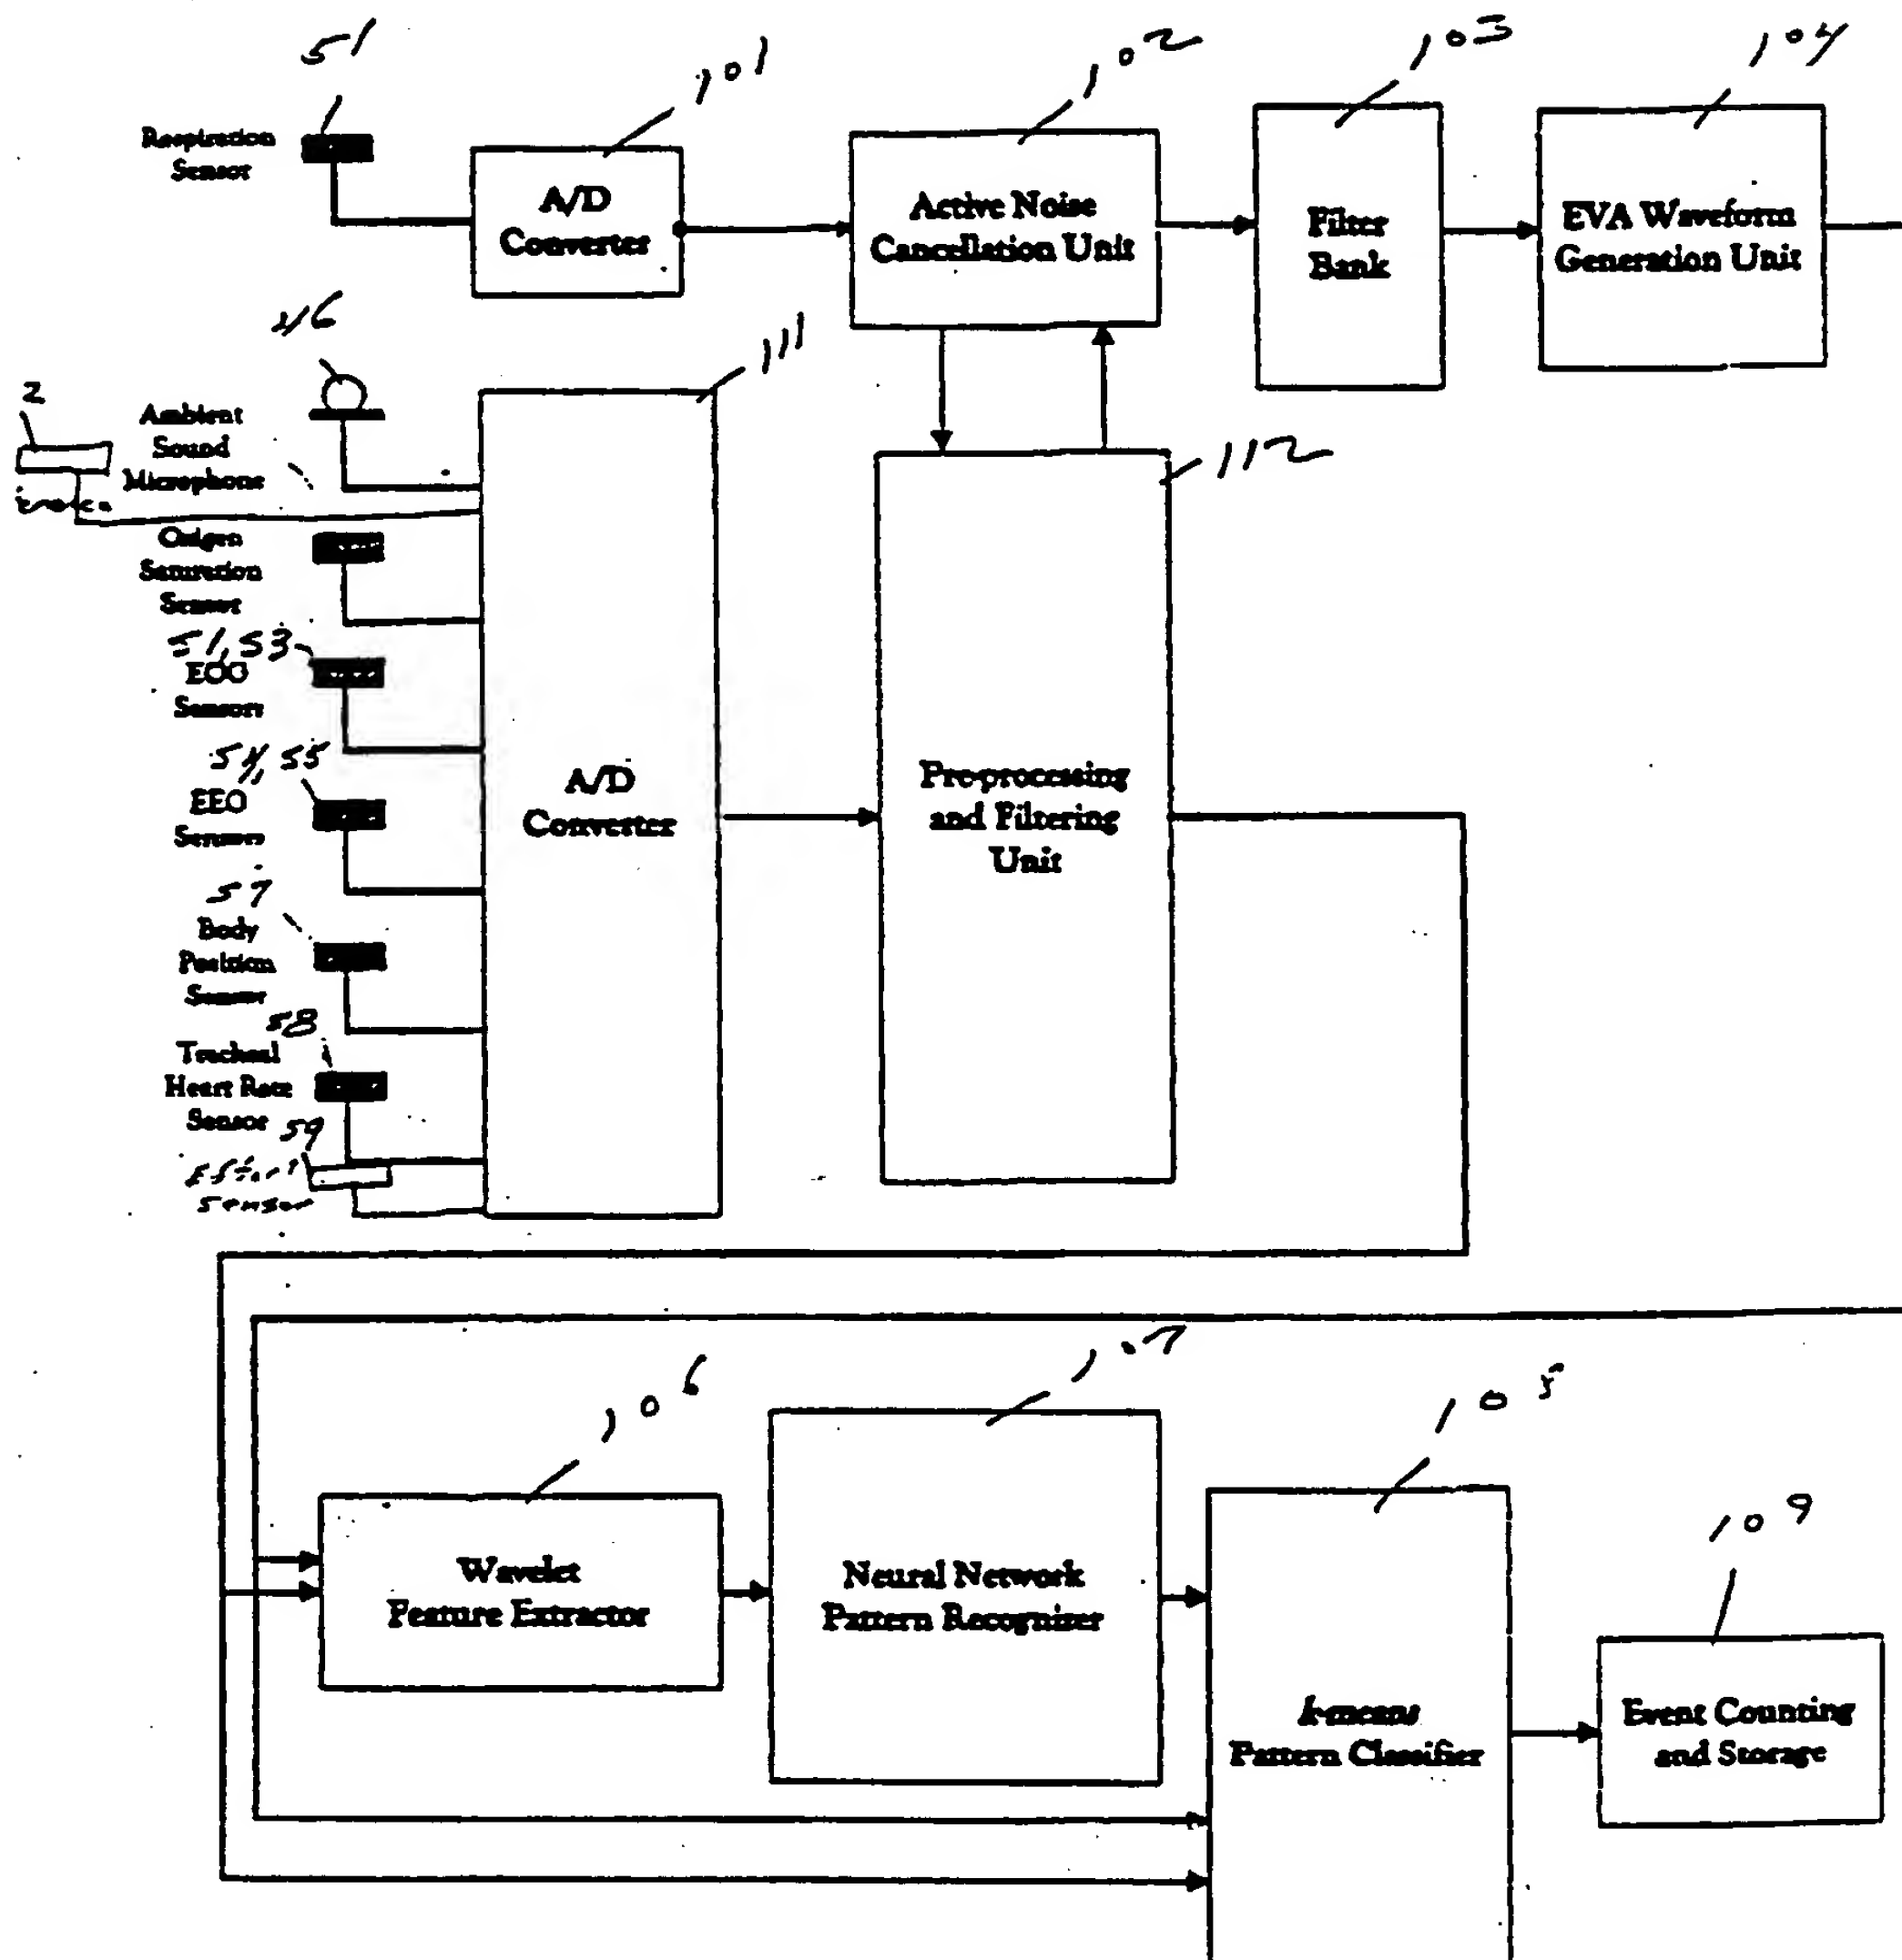 51
101
102
103
104
Respiration
Sensor
A/D
Converter
Active Noise
Cancellation Unit
Filter
Bank
EVA Waveform
Generation Unit
46
111
2
Ambient
Sound
Microphone
112
Oxigen
Saturation
Sensor
51, 53
EOG
Sensors
54, 55
EEG
Sensors
A/D
Converter
Pre-processing
and Filtering
Unit
57
Body
Position
Sensor
58
Tracheal
Heart Rate
Sensor
59
Effort
Sensor
106
107
105
109
Wavelet
Feature Extractor
Neural Network
Pattern Recognizer
k-means
Pattern Classifier
Event Counting
and Storage